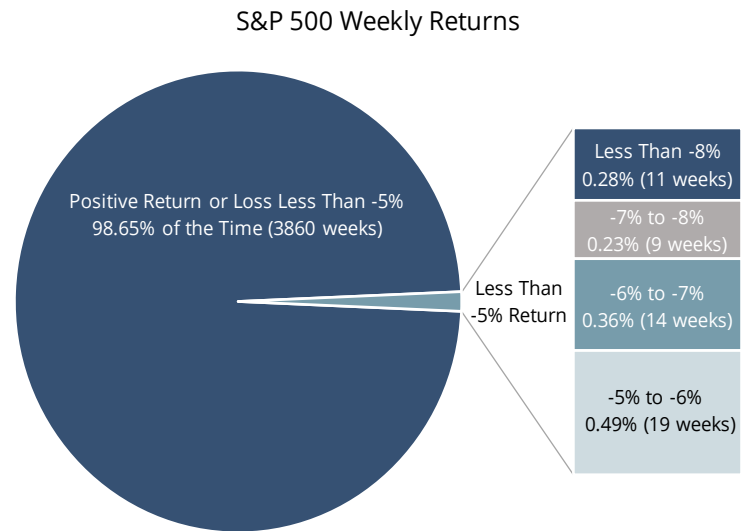 S&P 500 Weekly Returns
Positive Return or Loss Less Than -5%
98.65% of the Time (3860 weeks)
Less Than
-5% Return
Less Than -8%
0.28% (11 weeks)
-7% to -8%
0.23% (9 weeks)
-6% to -7%
0.36% (14 weeks)
-5% to -6%
0.49% (19 weeks)